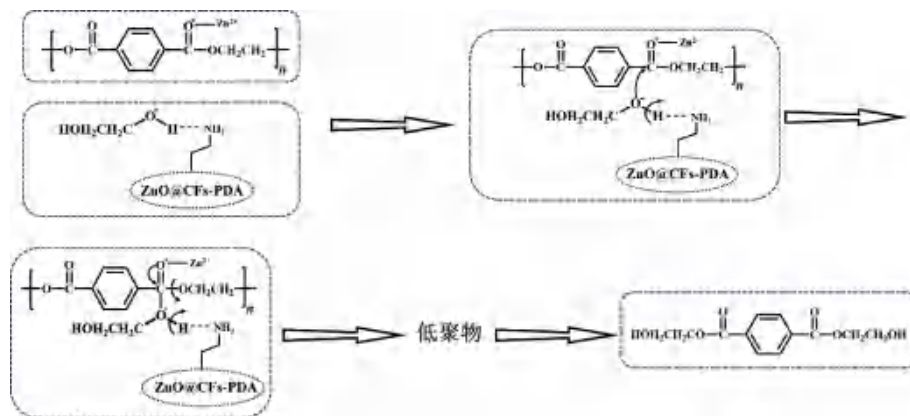 O O⁺—Zn²⁺
[O—C—C—OCH₂CH₂]n
HOH₂CH₂C O H---NH₂
ZnO@CFs-PDA
O O⁺—Zn²⁺
[O—C—C—OCH₂CH₂]n
HOH₂CH₂C O H---NH₂
ZnO@CFs-PDA
O O⁺—Zn²⁺
[O—C—C—OCH₂CH₂]n
HOH₂CH₂C O H---NH₂
ZnO@CFs-PDA
低聚物
O O
HOH₂CH₂CO—C—C—OCH₂CH₂OH